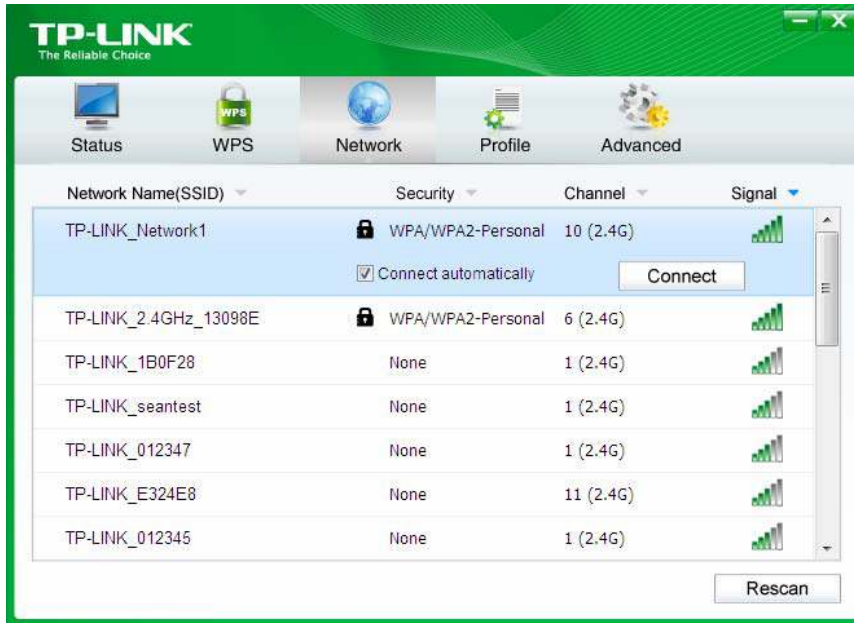 TP-LINK
The Reliable Choice
WPS
Status WPS Network Profile Advanced
Network Name(SSID) Security Channel Signal
TP-LINK_Network1 WPA/WPA2-Personal 10 (2.4G)
Connect automatically Connect
TP-LINK_2.4GHz_13098E WPA/WPA2-Personal 6 (2.4G)
TP-LINK_1B0F28 None 1 (2.4G)
TP-LINK_seantest None 1 (2.4G)
TP-LINK_012347 None 1 (2.4G)
TP-LINK_E324E8 None 11 (2.4G)
TP-LINK_012345 None 1 (2.4G)
Rescan